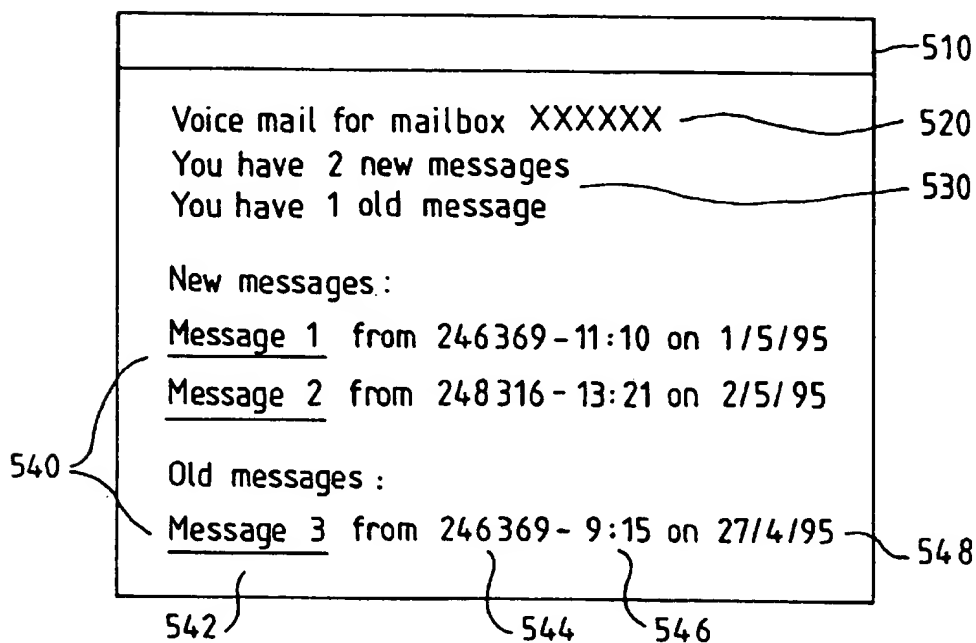 510
Voice mail for mailbox XXXXXX
520
You have 2 new messages
530
You have 1 old message
New messages:
Message 1 from 246369-11:10 on 1/5/95
Message 2 from 248316-13:21 on 2/5/95
540
Old messages:
Message 3 from 246369-9:15 on 27/4/95
548
542
544
546